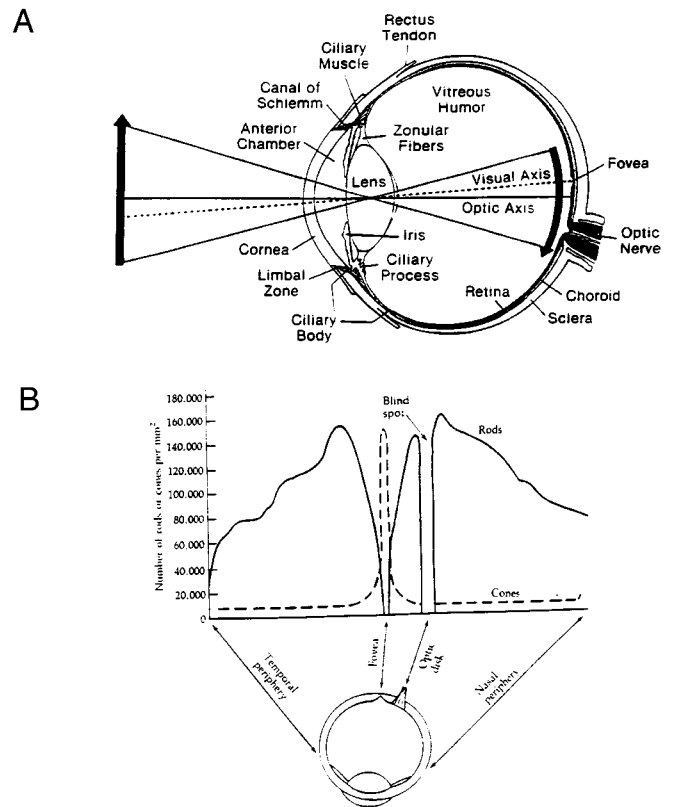 A
Rectus
Tendon
Ciliary
Muscle
Canal of
Schlemm
Vitreous
Humor
Anterior
Chamber
Zonular
Fibers
Fovea
Lens
Visual Axis
Optic Axis
Optic
Nerve
Iris
Cornea
Ciliary
Process
Limbal
Zone
Retina
Choroid
Sclera
Ciliary
Body
B
Number of rods or cones per mm²
180.000
160.000
140.000
120.000
100.000
80.000
60.000
40.000
20.000
0
Blind
spot
Rods
Cones
Temporal
periphery
Fovea
Optic
disk
Nasal
periphery